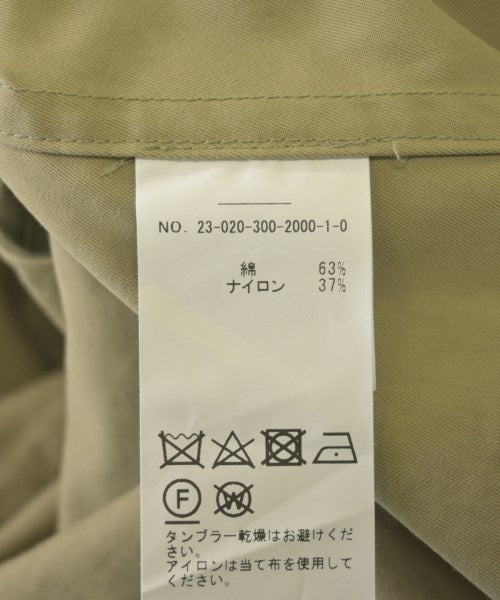 NO. 23-020-300-2000-1-0
綿 63%
ナイロン 37%
F W
タンブラー乾燥はお避けくだ
さい。
アイロンは当て布を使用して
ください。